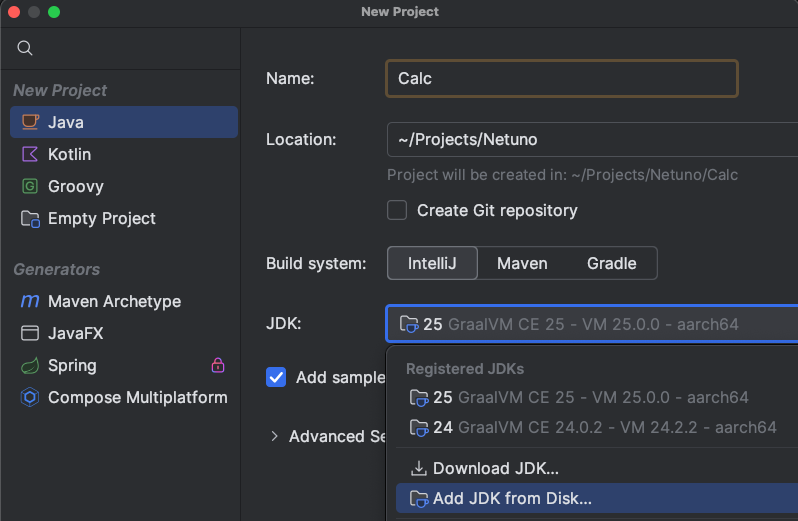 New Project
New Project
Java
Kotlin
Groovy
Empty Project
Generators
Maven Archetype
JavaFX
Spring
Compose Multiplatform
Name:
Calc
Location:
~/Projects/Netuno
Project will be created in: ~/Projects/Netuno/Calc
Create Git repository
Build system:
IntelliJ
Maven
Gradle
JDK:
25 GraalVM CE 25 - VM 25.0.0 - aarch64
Registered JDKs
25 GraalVM CE 25 - VM 25.0.0 - aarch64
24 GraalVM CE 24.0.2 - VM 24.2.2 - aarch64
Download JDK...
Add JDK from Disk...
Add sample
Advanced Se